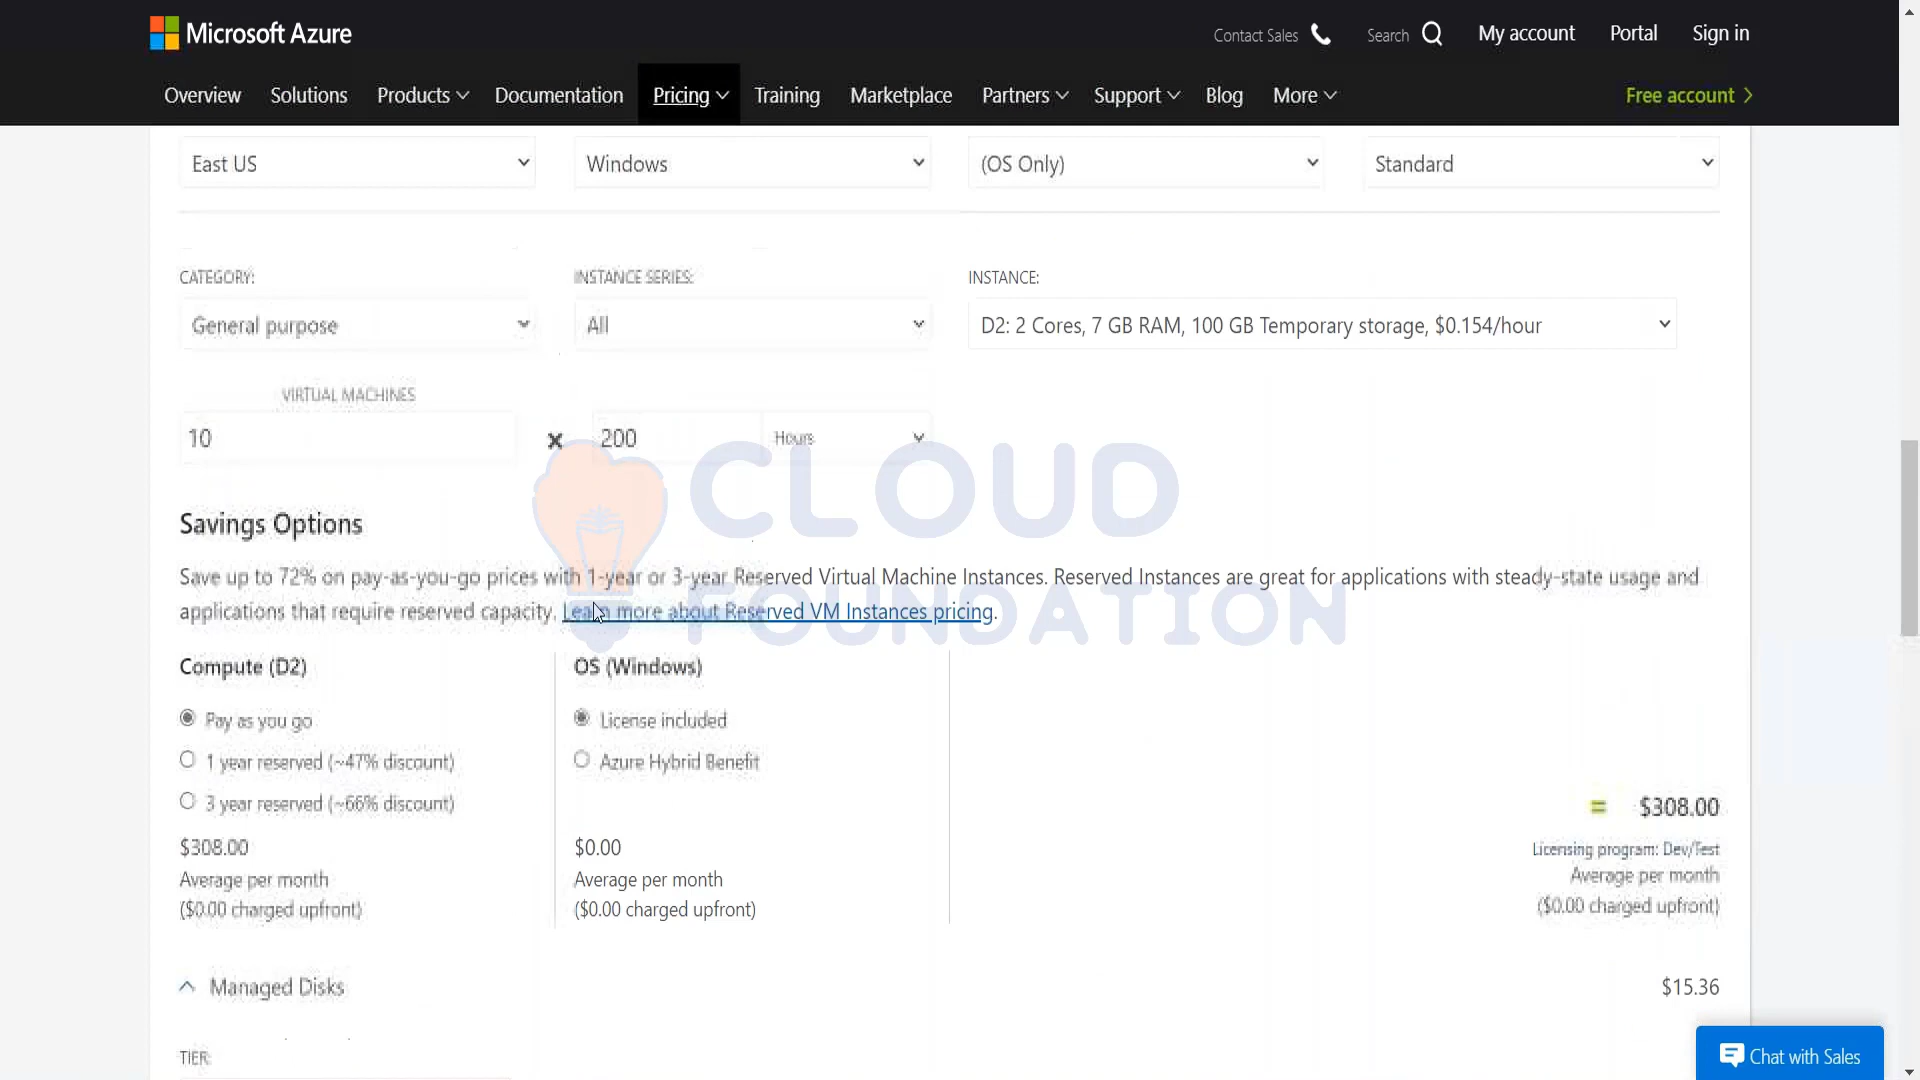 Microsoft Azure
Contact Sales
Search
My account
Portal
Sign in
Overview
Solutions
Products
Documentation
Pricing
Training
Marketplace
Partners
Support
Blog
More
Free account
East US
Windows
(OS Only)
Standard
CATEGORY:
INSTANCE SERIES:
INSTANCE:
General purpose
All
D2: 2 Cores, 7 GB RAM, 100 GB Temporary storage, $0.154/hour
VIRTUAL MACHINES
10
x
200
Hours
CLOUD
FOUNDATION
Savings Options
Save up to 72% on pay-as-you-go prices with 1-year or 3-year Reserved Virtual Machine Instances. Reserved Instances are great for applications with steady-state usage and
applications that require reserved capacity. Learn more about Reserved VM Instances pricing.
Compute (D2)
OS (Windows)
Pay as you go
License included
1 year reserved (~47% discount)
Azure Hybrid Benefit
3 year reserved (~66% discount)
= $308.00
$308.00
$0.00
Licensing program: Dev/Test
Average per month
Average per month
Average per month
($0.00 charged upfront)
($0.00 charged upfront)
($0.00 charged upfront)
Managed Disks
$15.36
TIER:
Chat with Sales